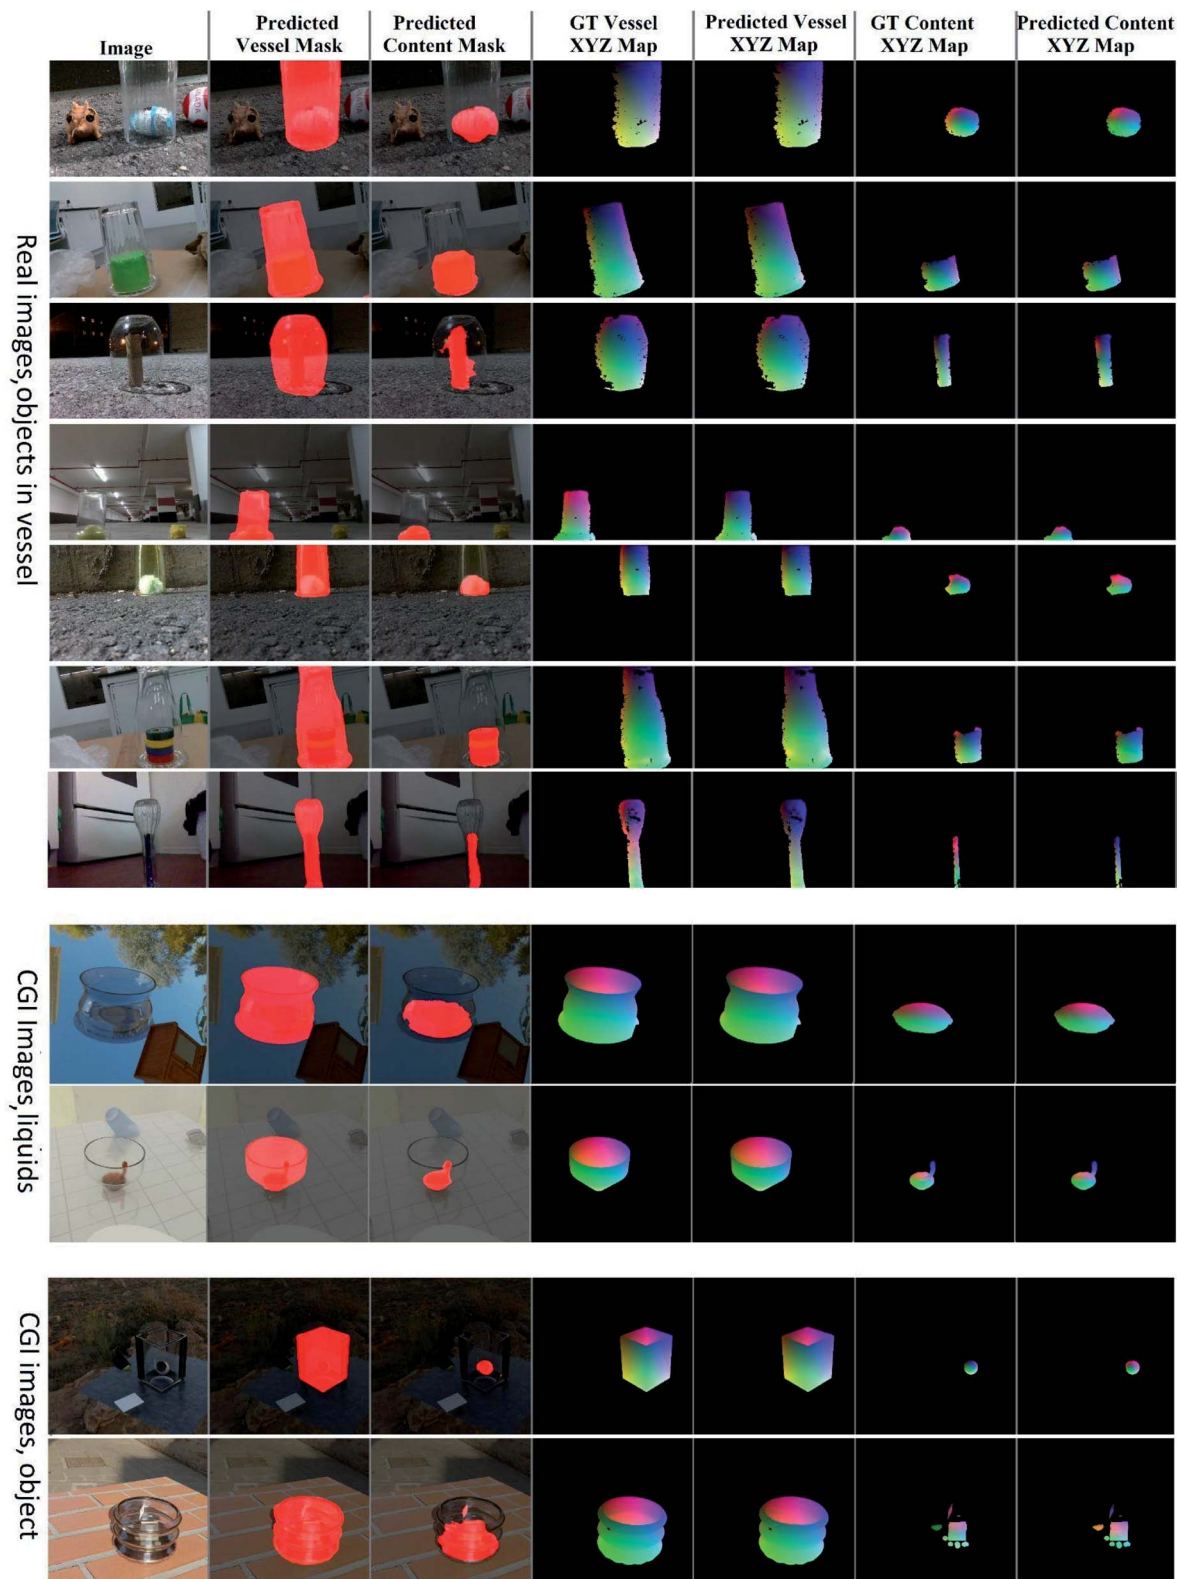 Image
Predicted
Vessel Mask
Predicted
Content Mask
GT Vessel
XYZ Map
Predicted Vessel
XYZ Map
GT Content
XYZ Map
Predicted Content
XYZ Map
Real images,objects in vessel
CGI Images,liquids
CGI images, object